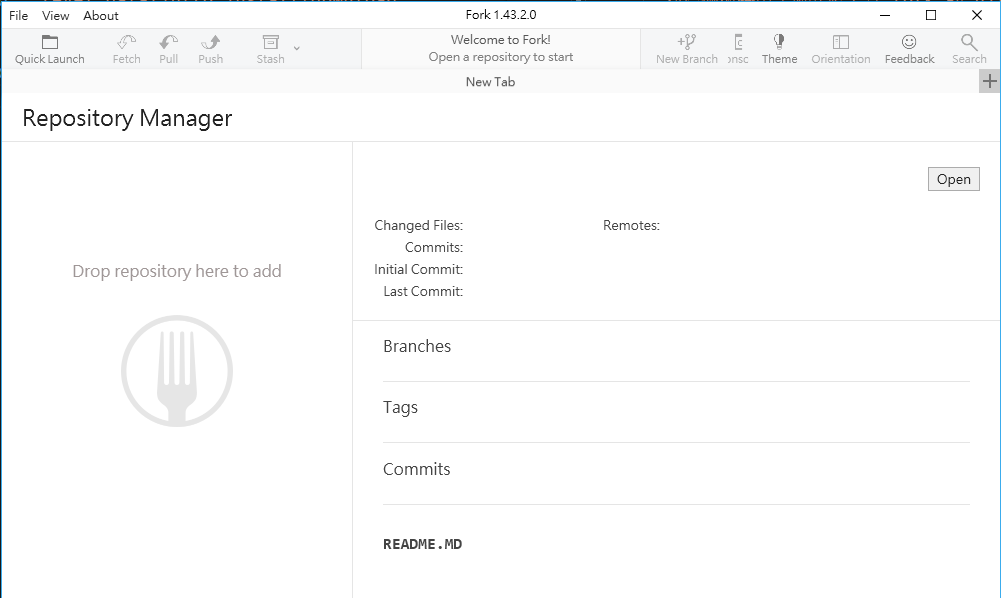 File View About
Fork 1.43.2.0
Quick Launch
Fetch
Pull
Push
Stash
Welcome to Fork!
Open a repository to start
New Branch
Theme
Orientation
Feedback
Search
New Tab
Repository Manager
Drop repository here to add
Open
Changed Files:
Remotes:
Commits:
Initial Commit:
Last Commit:
Branches
Tags
Commits
README.MD